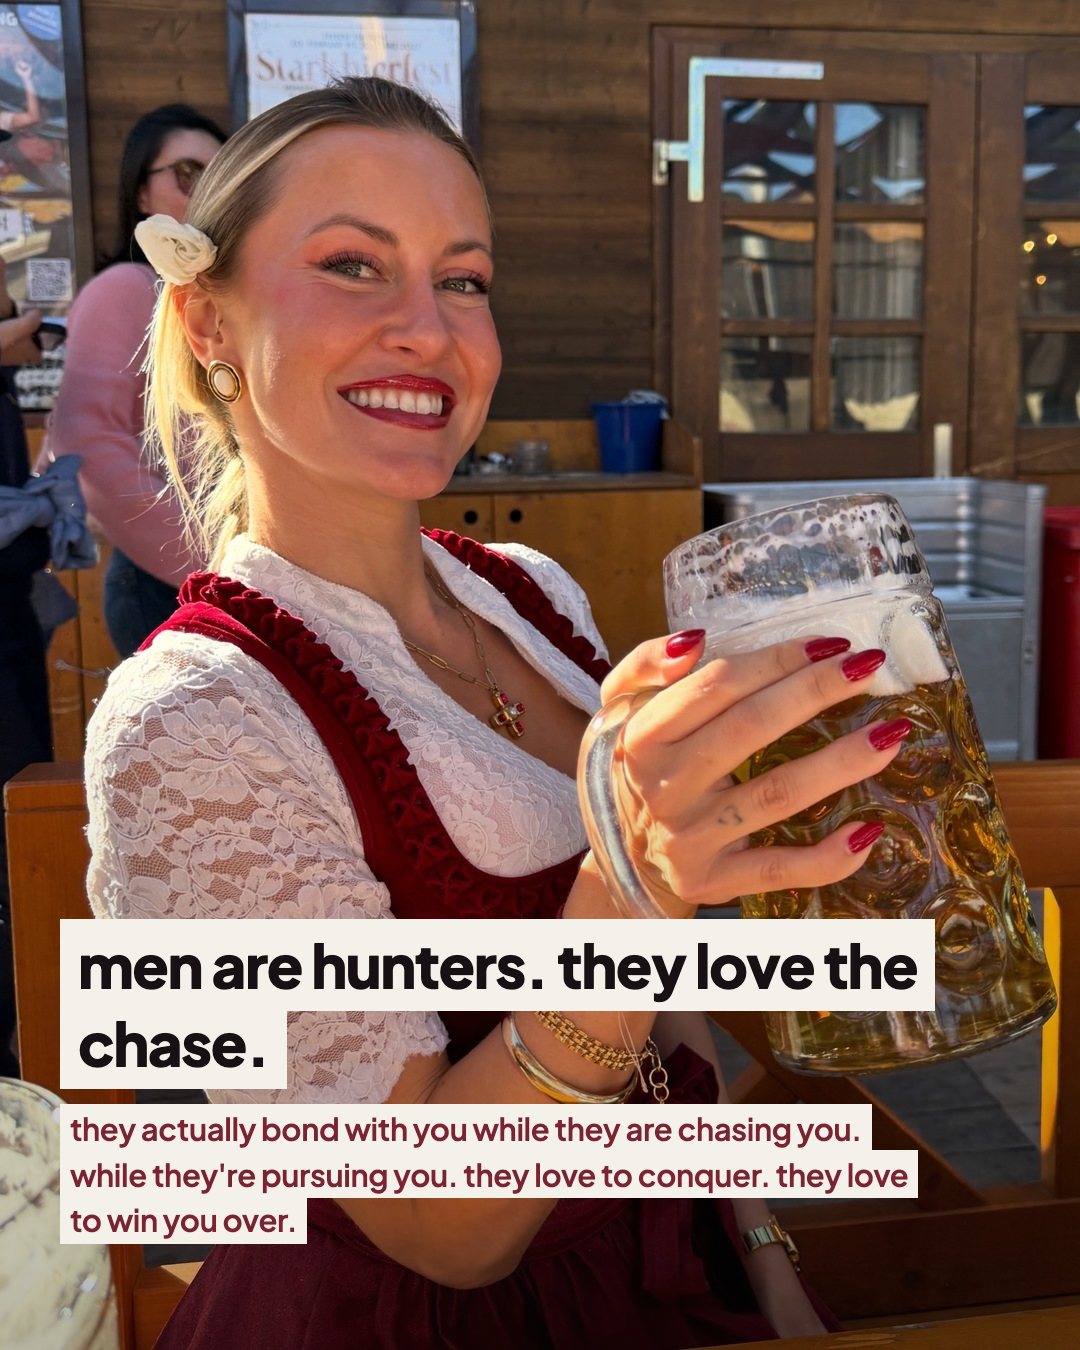 Starkbierfest
men are hunters. they love the
chase.
they actually bond with you while they are chasing you.
while they're pursuing you. they love to conquer. they love
to win you over.